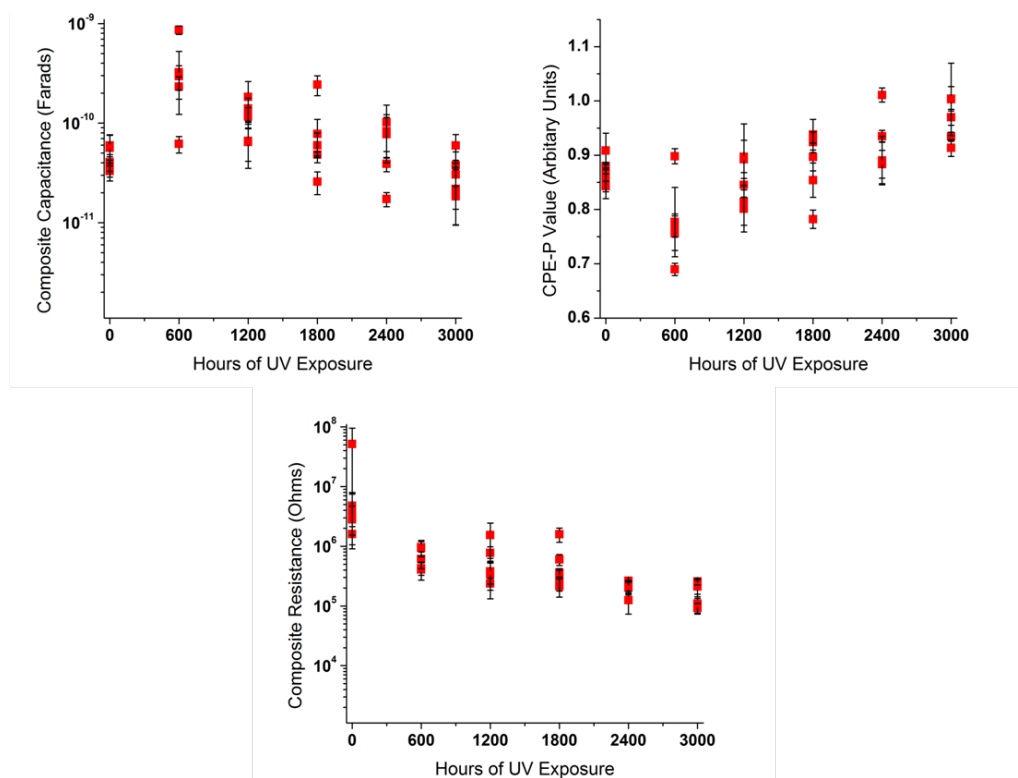 Composite Capacitance (Farads)
10⁻⁹
10⁻¹⁰
10⁻¹¹
0 600 1200 1800 2400 3000
Hours of UV Exposure
CPE-P Value (Arbitary Units)
1.1
1.0
0.9
0.8
0.7
0.6
0 600 1200 1800 2400 3000
Hours of UV Exposure
Composite Resistance (Ohms)
10⁸
10⁷
10⁶
10⁵
10⁴
0 600 1200 1800 2400 3000
Hours of UV Exposure